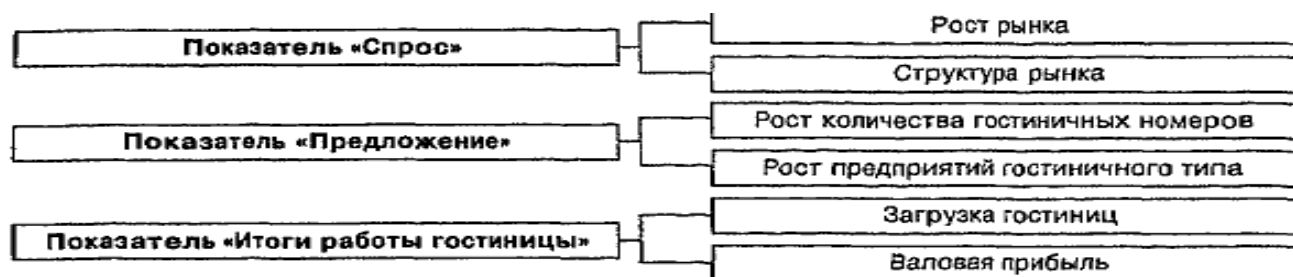 Показатель «Спрос»
Рост рынка
Структура рынка
Показатель «Предложение»
Рост количества гостиничных номеров
Рост предприятий гостиничного типа
Показатель «Итоги работы гостиницы»
Загрузка гостиниц
Валовая прибыль